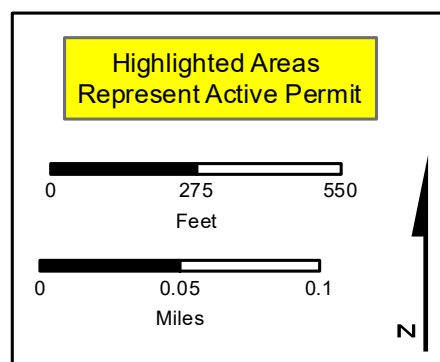 Highlighted Areas
Represent Active Permit
0 275 550
Feet
0 0.05 0.1
Miles
N